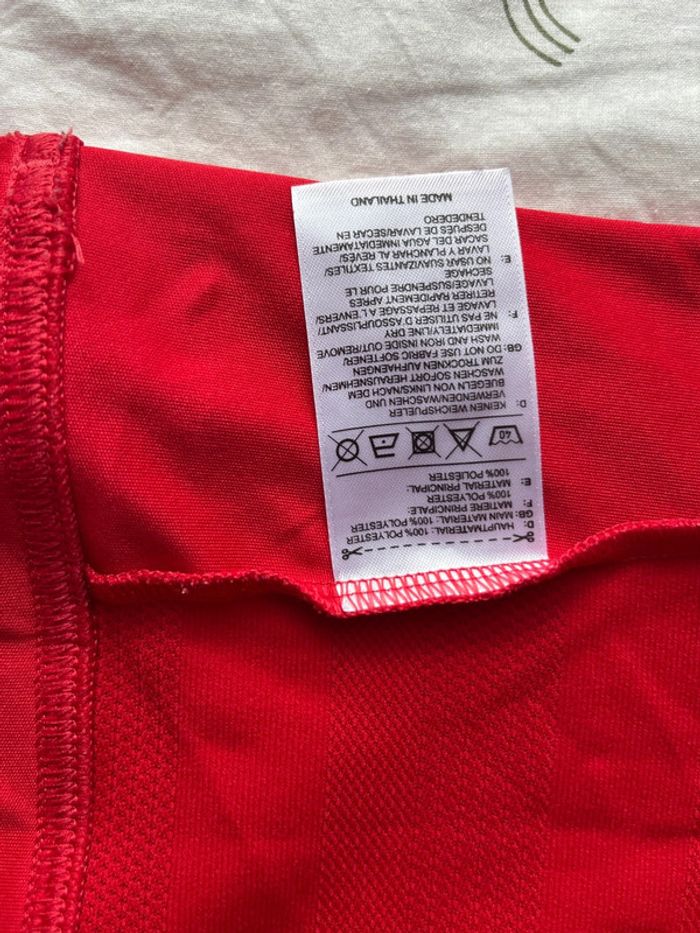 D: HAUPTMATERIAL: 100% POLYESTER
GB: MAIN MATERIAL: 100% POLYESTER
F: MATIÈRE PRINCIPALE:
100% POLYESTER
E: MATERIAL PRINCIPAL:
100% POLIÉSTER
40
D: KEINEN WEICHSPUELER
VERWENDEN/WASCHEN UND
BUEGELN VON LINKS/NACH DEM
WASCHEN SOFORT HERAUSNEHMEN/
ZUM TROCKNEN AUFHAENGEN
GB: DO NOT USE FABRIC SOFTENER/
WASH AND IRON INSIDE OUT/REMOVE
IMMEDIATELY/LINE DRY
F: NE PAS UTILISER D'ASSOUPLISSANT/
LAVAGE ET REPASSAGE A L'ENVERS/
RETIRER RAPIDEMENT APRES
LAVAGE/SUSPENDRE POUR LE
SECHAGE
E: NO USAR SUAVIZANTES TEXTILES/
LAVAR Y PLANCHAR AL REVÉS/
SACAR DEL AGUA INMEDIATAMENTE
DESPUÉS DE LAVAR/SECAR EN
TENDEDERO
MADE IN THAILAND